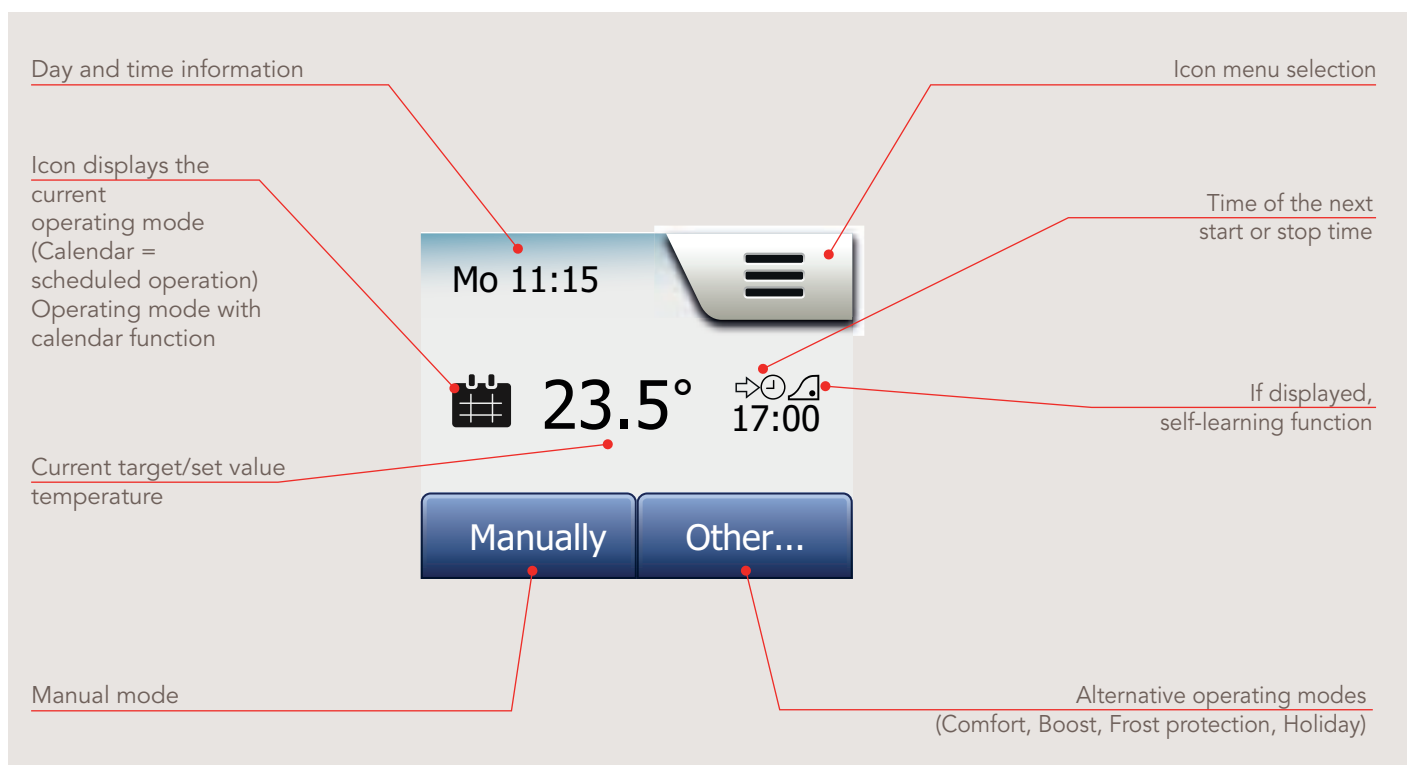 Day and time information
Icon menu selection
Icon displays the
current
operating mode
(Calendar =
scheduled operation)
Operating mode with
calendar function
Time of the next
start or stop time
Mo 11:15
23.5°
17:00
If displayed,
self-learning function
Current target/set value
temperature
Manually
Other...
Manual mode
Alternative operating modes
(Comfort, Boost, Frost protection, Holiday)